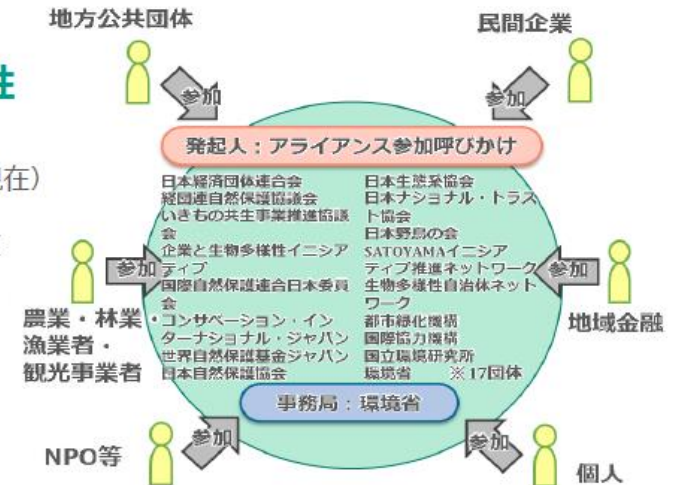 地方公共団体
民間企業
性
参加
参加
発起人：アライアンス参加呼びかけ
在）
日本経済団体連合会
経団連自然保護協議会
いきもの共生事業推進協議
会
企業と生物多様性イニシア
ティブ
国際自然保護連合日本委員
会
コンサベーション・イン
ターナショナル・ジャパン
世界自然保護基金ジャパン
日本自然保護協会
日本生態系協会
日本ナショナル・トラス
ト協会
日本野鳥の会
SATOYAMAイニシア
ティブ推進ネットワーク
生物多様性自治体ネット
ワーク
都市緑化機構
国際協力機構
国立環境研究所
環境省 ※17団体
参加
参加
農業・林業・
漁業者・
観光事業者
地域金融
事務局：環境省
参加
参加
NPO等
個人